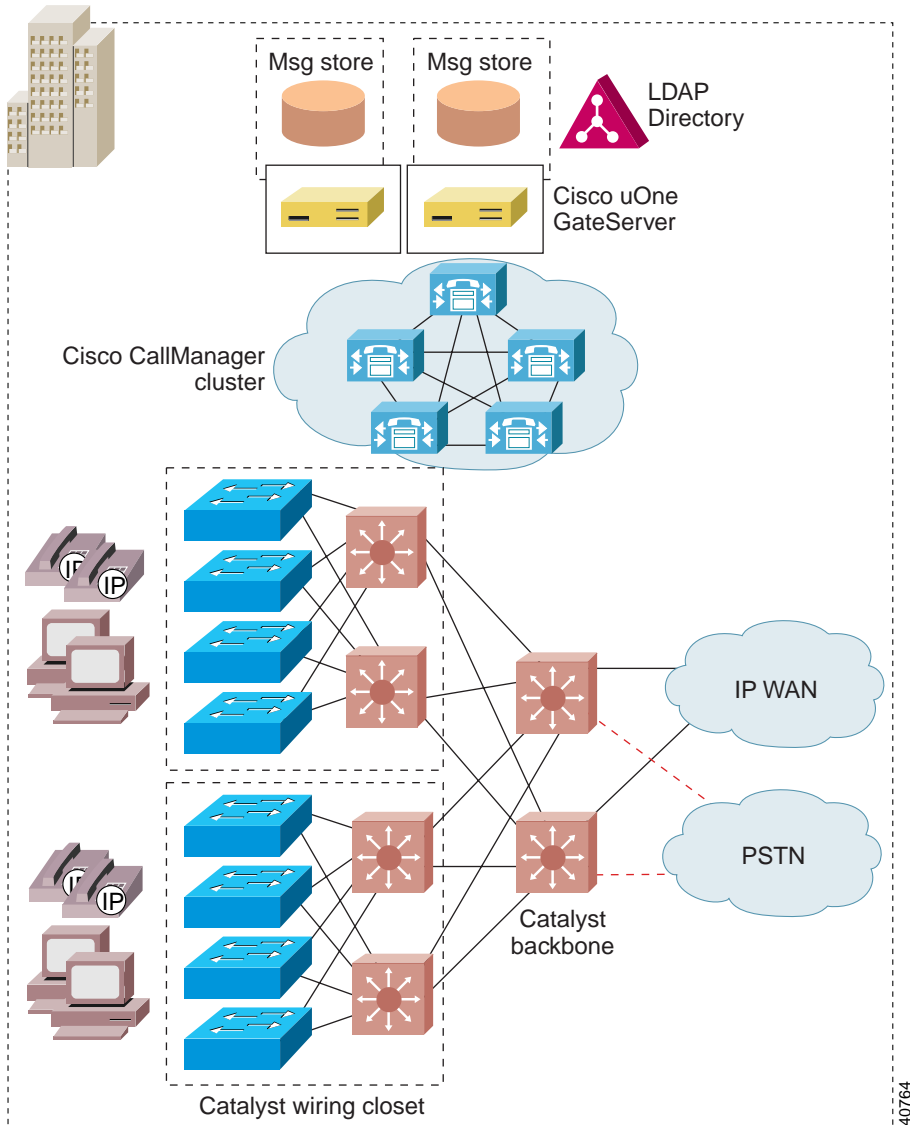 Msg store
Msg store
LDAP
Directory
Cisco uOne
GateServer
Cisco CallManager
cluster
IP
IP
IP WAN
PSTN
IP
IP
Catalyst
backbone
Catalyst wiring closet
40764